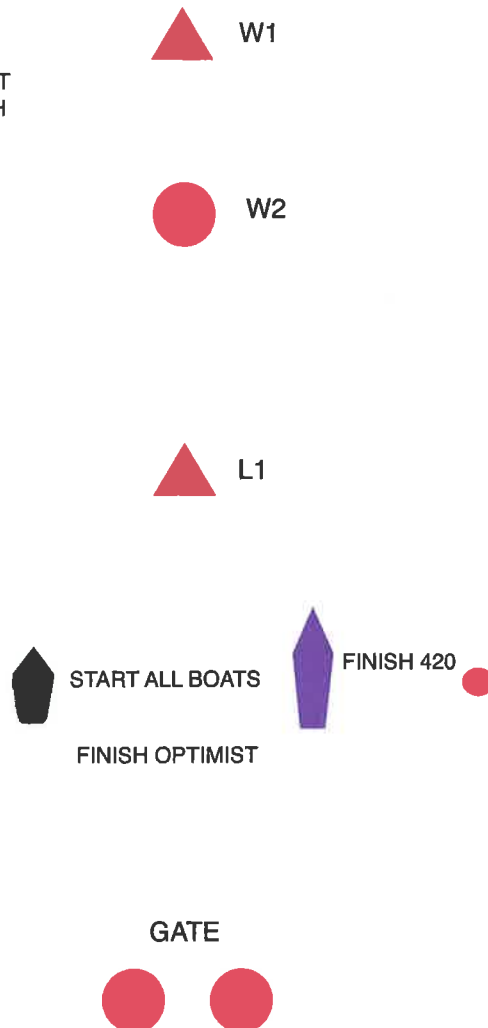 W1
W2
L1
FINISH 420
START ALL BOATS
FINISH OPTIMIST
GATE